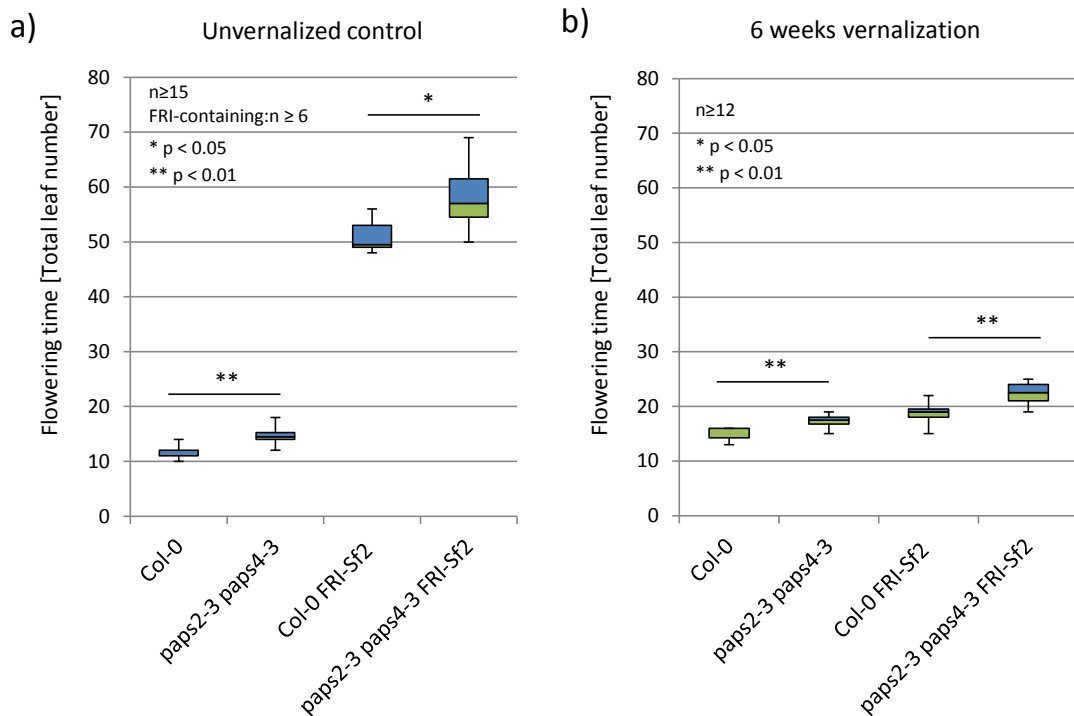 a)
Unvernalized control
Flowering time [Total leaf number]
80
70
60
50
40
30
20
10
0
n≥15
FRI-containing:n ≥ 6
* p < 0.05
** p < 0.01
*
**
Col-0
paps2-3 paps4-3
Col-0 FRI-Sf2
paps2-3 paps4-3 FRI-Sf2
b)
6 weeks vernalization
Flowering time [Total leaf number]
80
70
60
50
40
30
20
10
0
n≥12
* p < 0.05
** p < 0.01
**
**
Col-0
paps2-3 paps4-3
Col-0 FRI-Sf2
paps2-3 paps4-3 FRI-Sf2